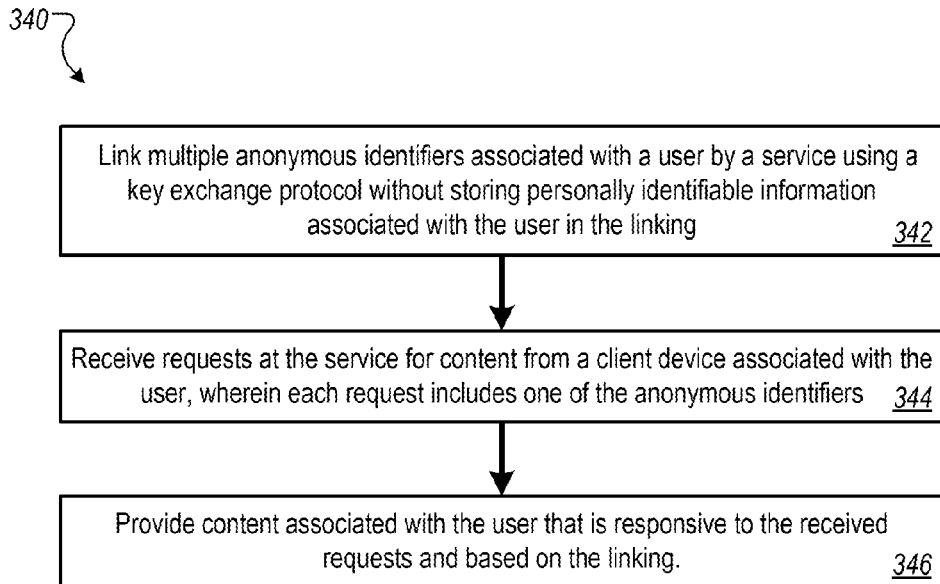 340
Link multiple anonymous identifiers associated with a user by a service using a
key exchange protocol without storing personally identifiable information
associated with the user in the linking
342
Receive requests at the service for content from a client device associated with the
user, wherein each request includes one of the anonymous identifiers
344
Provide content associated with the user that is responsive to the received
requests and based on the linking.
346